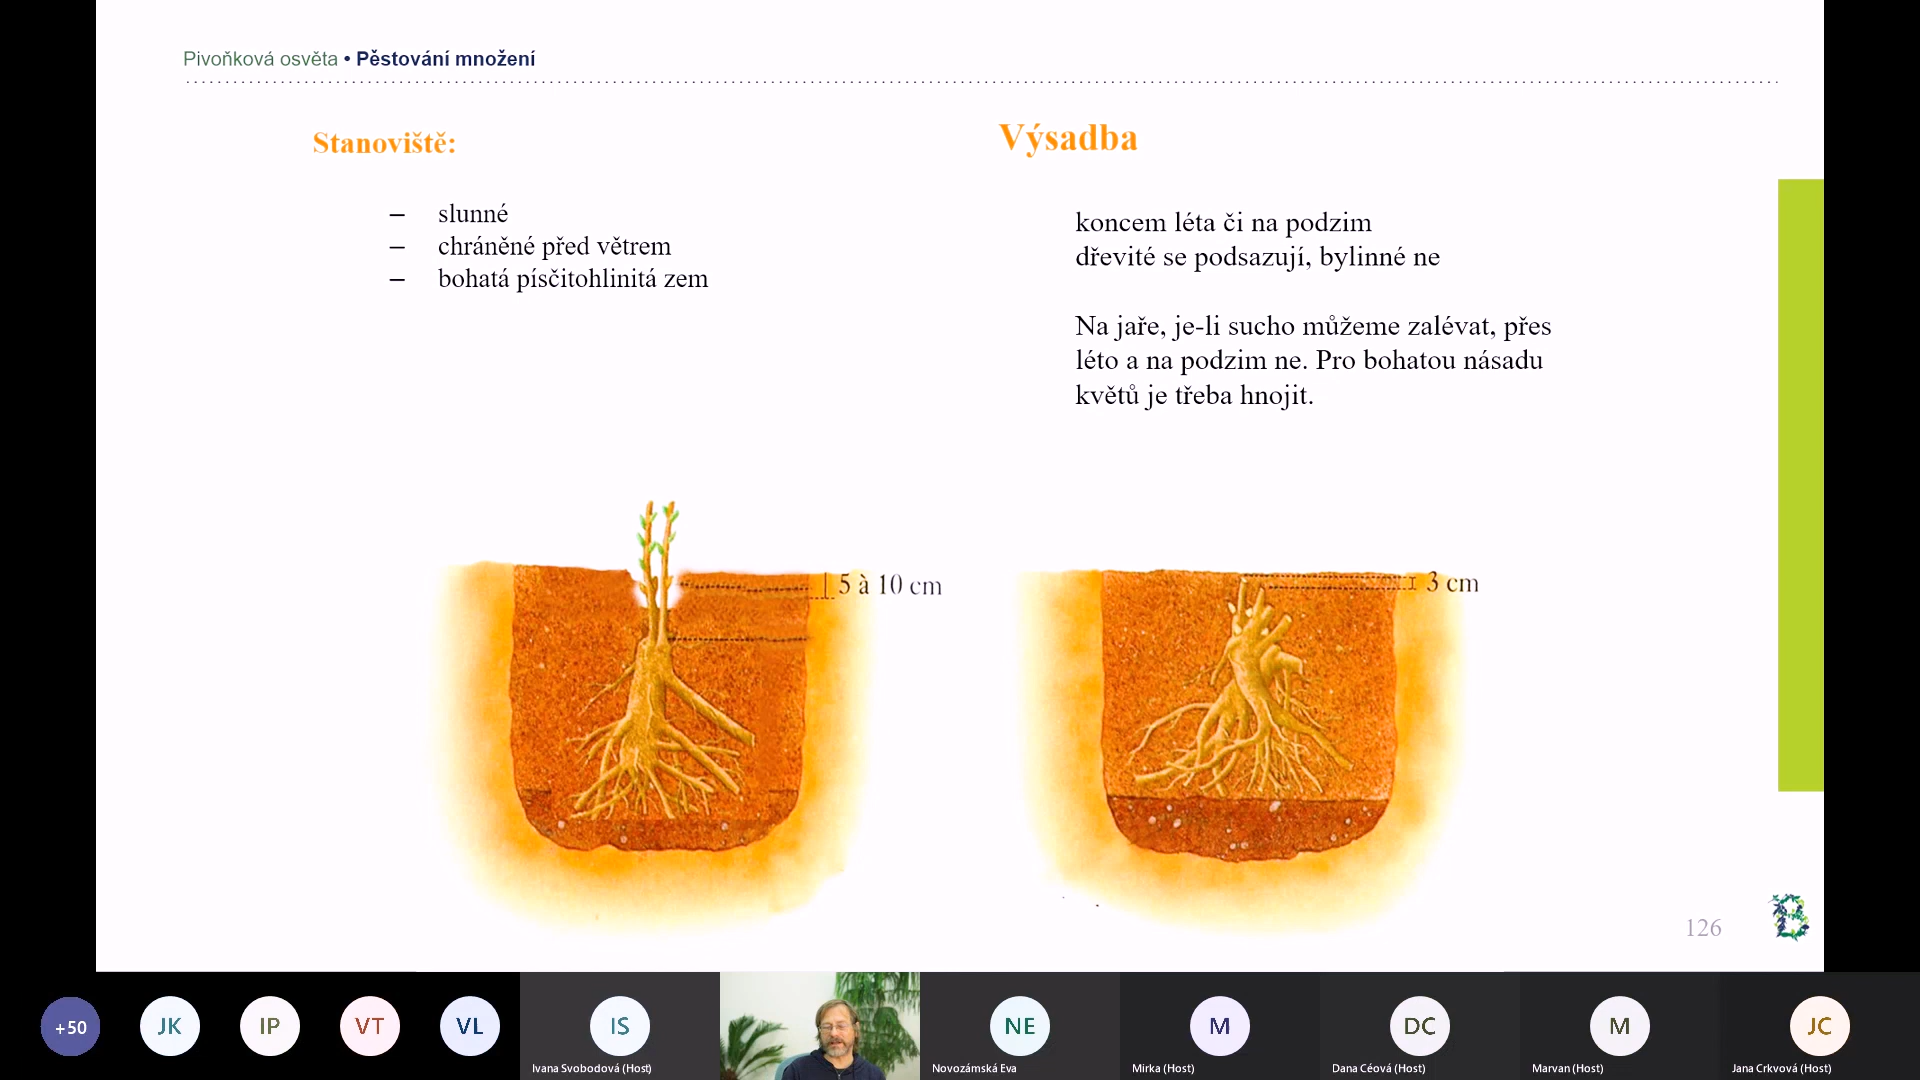 Pivoňková osvěta • Pěstování množení
Stanoviště:
– slunné
– chráněné před větrem
– bohatá písčitohlinitá zem
Výsadba
koncem léta či na podzim
dřevité se podsazují, bylinné ne
Na jaře, je-li sucho můžeme zalévat, přes
léto a na podzim ne. Pro bohatou násadu
květů je třeba hnojit.
5 à 10 cm
3 cm
126
B
+50
JK
IP
VT
VL
IS
Ivana Svobodová (Host)
NE
Novozámská Eva
M
Mirka (Host)
DC
Dana Céová (Host)
M
Marvan (Host)
JC
Jana Crkvová (Host)